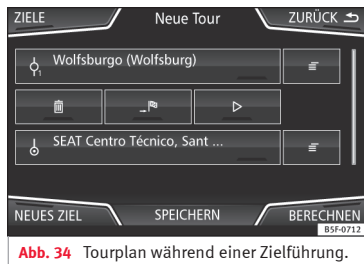 ZIELE Neue Tour ZURÜCK
Wolfsburgo (Wolfsburg)
1
SEAT Centro Técnico, Sant ...
NEUES ZIEL SPEICHERN BERECHNEN
B5F-0712
Abb. 34 Tourplan während einer Zielführung.